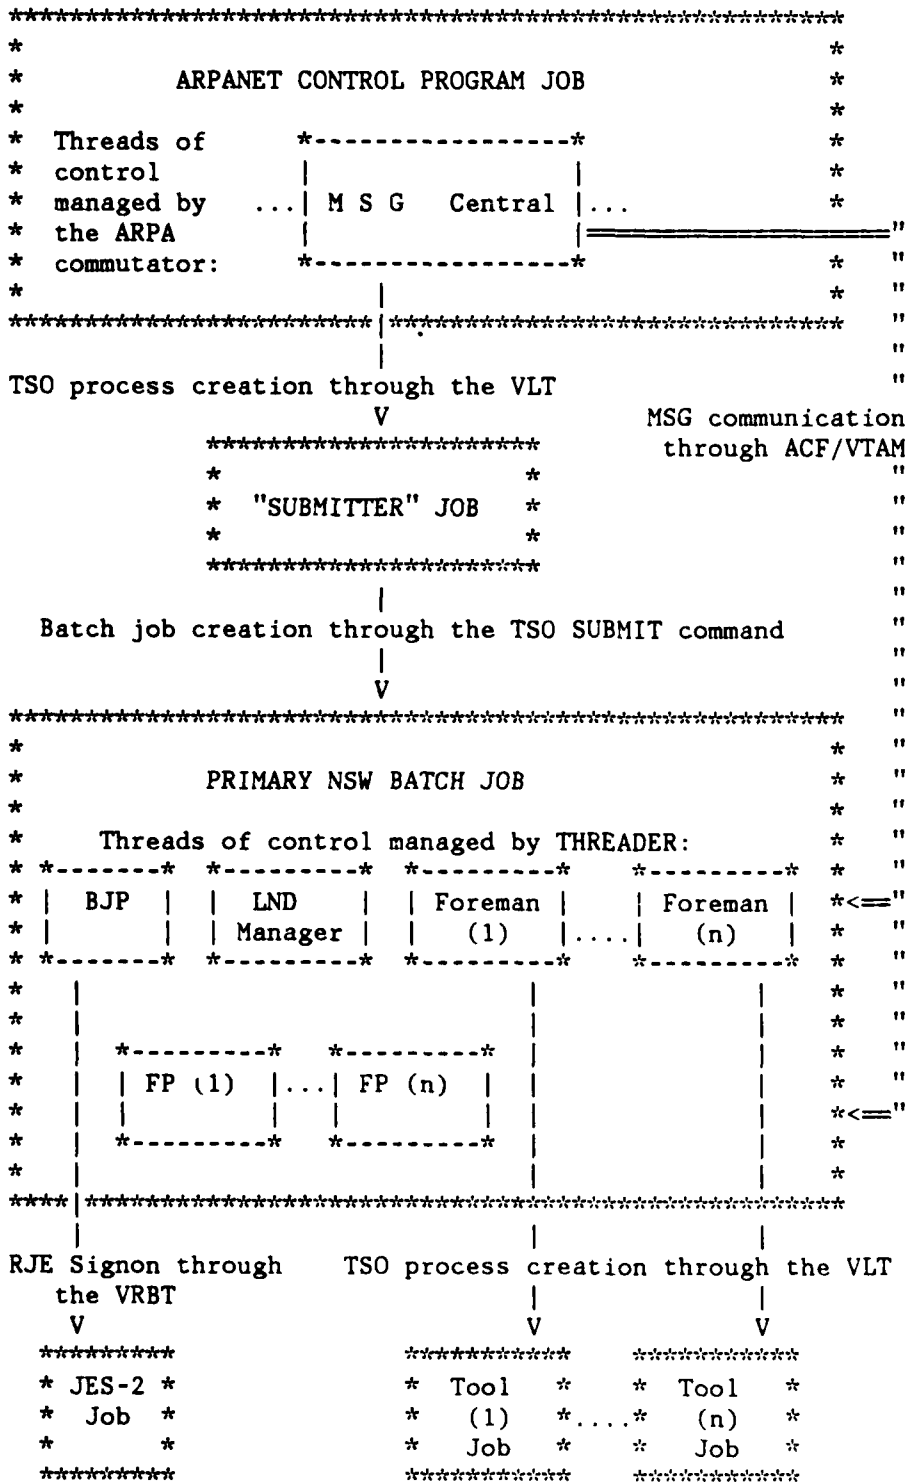 ARPANET CONTROL PROGRAM JOB
Threads of
control
managed by ... M S G Central ...
the ARPA
commutator:
TSO process creation through the VLT
V
MSG communication
through ACF/VTAM
"SUBMITTER" JOB
Batch job creation through the TSO SUBMIT command
V
PRIMARY NSW BATCH JOB
Threads of control managed by THREADER:
BJP LND Foreman Foreman
Manager (1) .... (n)
FP (1) ... FP (n)
RJE Signon through TSO process creation through the VLT
the VRBT
V V V
JES-2 Tool Tool
Job (1) .... (n)
Job Job